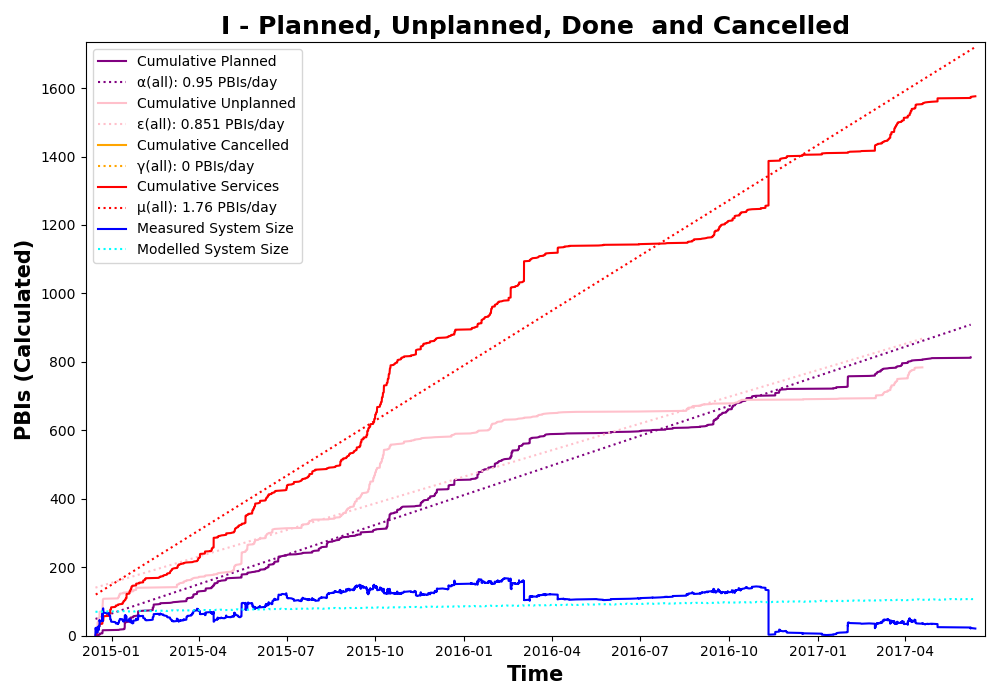 I - Planned, Unplanned, Done  and Cancelled
Cumulative Planned
α(all): 0.95 PBIs/day
Cumulative Unplanned
ε(all): 0.851 PBIs/day
Cumulative Cancelled
γ(all): 0 PBIs/day
Cumulative Services
μ(all): 1.76 PBIs/day
Measured System Size
Modelled System Size
PBIs (Calculated)
1600
1400
1200
1000
800
600
400
200
0
2015-01 2015-04 2015-07 2015-10 2016-01 2016-04 2016-07 2016-10 2017-01 2017-04
Time